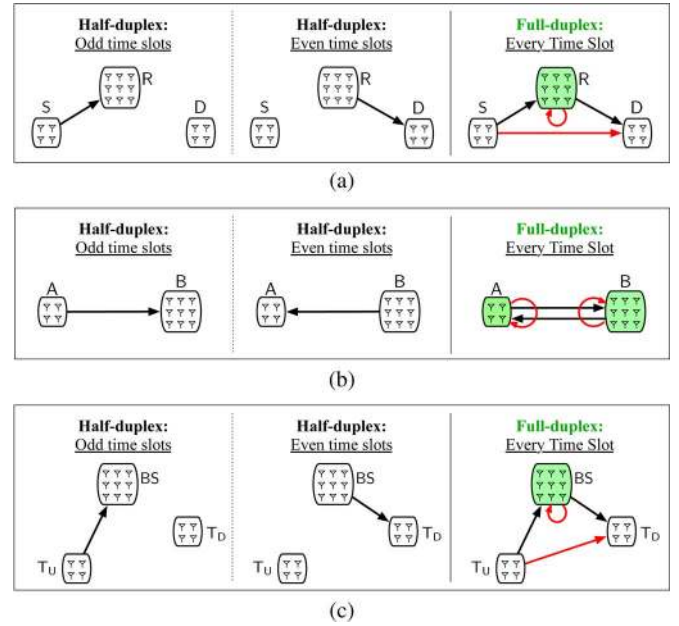 Half-duplex:
Odd time slots
Half-duplex:
Even time slots
Full-duplex:
Every Time Slot
R
S
D
R
S
D
R
S
D
(a)
Half-duplex:
Odd time slots
Half-duplex:
Even time slots
Full-duplex:
Every Time Slot
A
B
A
B
A
B
(b)
Half-duplex:
Odd time slots
Half-duplex:
Even time slots
Full-duplex:
Every Time Slot
BS
TD
TU
BS
TD
TU
BS
TD
TU
(c)